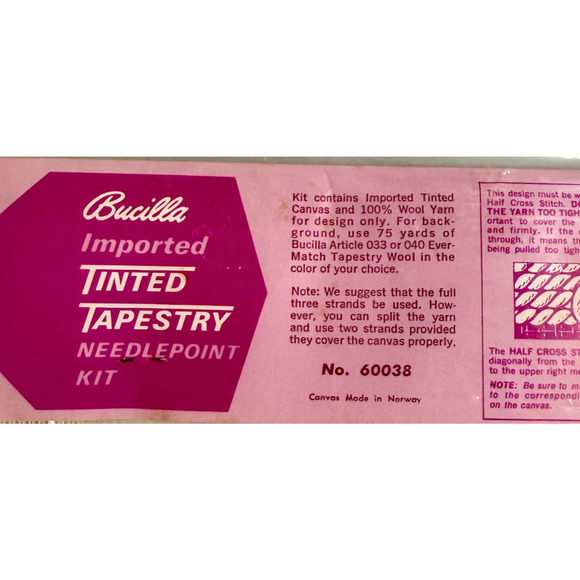 Bucilla
Imported
TINTED
TAPESTRY
NEEDLEPOINT
KIT
Kit contains Imported Tinted
Canvas and 100% Wool Yarn
for design only. For back-
ground, use 75 yards of
Bucilla Article 033 or 040 Ever-
Match Tapestry Wool in the
color of your choice.
Note: We suggest that the full
three strands be used. How-
ever, you can split the yarn
and use two strands provided
they cover the canvas properly.
No. 60038
Canvas Made in Norway
This design must be
Half Cross Stitch.
THE YARN TOO
ortant to cover the
and firmly. If the
through, it means
being pulled too
The HALF CROSS
diagonally from the
to the upper right
NOTE: Be sure to
to the
on the canvas.